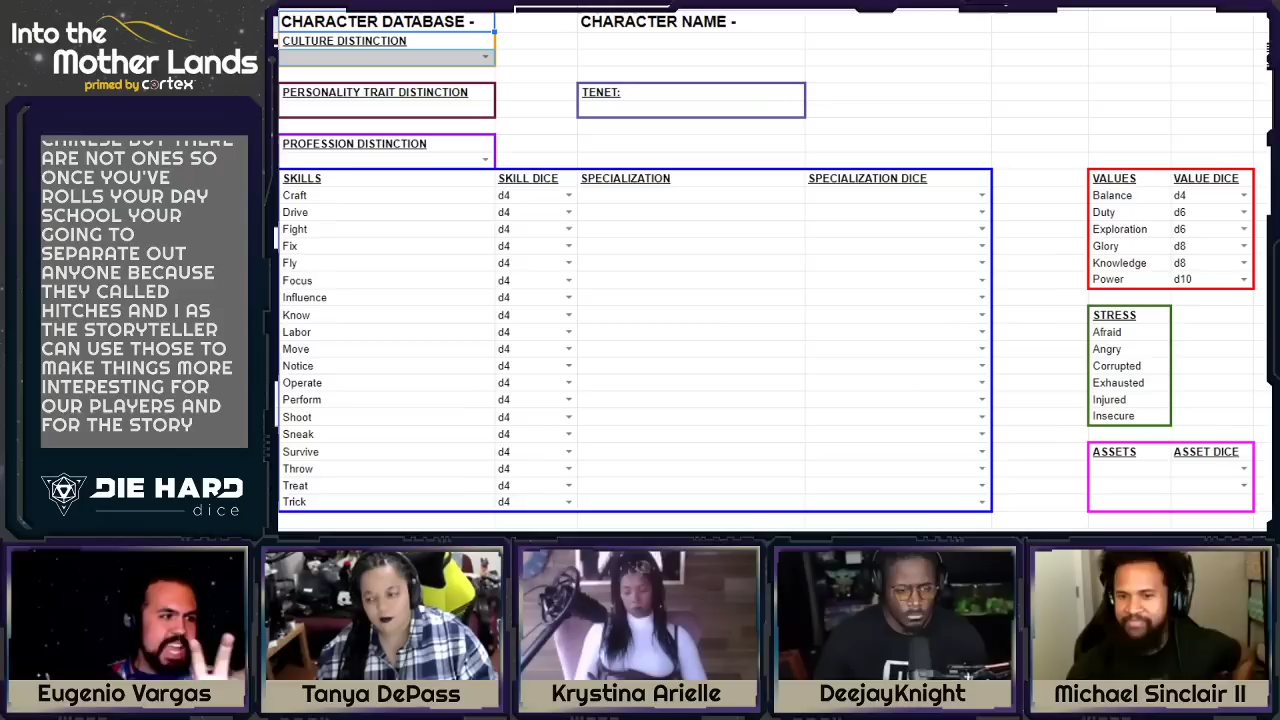 Into the
Mother Lands
primed by cortex
CHINESE BUT THERE
ARE NOT ONES SO
ONCE YOU'VE
ROLLS YOUR DAY
SCHOOL YOUR
GOING TO
SEPARATE OUT
ANYONE BECAUSE
THEY CALLED
HITCHES AND I AS
THE STORYTELLER
CAN USE THOSE TO
MAKE THINGS MORE
INTERESTING FOR
OUR PLAYERS AND
FOR THE STORY
DIE HARD
dice
CHARACTER DATABASE - CHARACTER NAME -
CULTURE DISTINCTION
PERSONALITY TRAIT DISTINCTION TENET:
PROFESSION DISTINCTION
SKILLS SKILL DICE SPECIALIZATION SPECIALIZATION DICE
Craft d4
Drive d4
Fight d4
Fix d4
Fly d4
Focus d4
Influence d4
Know d4
Labor d4
Move d4
Notice d4
Operate d4
Perform d4
Shoot d4
Sneak d4
Survive d4
Throw d4
Treat d4
Trick d4
VALUES VALUE DICE
Balance d4
Duty d6
Exploration d6
Glory d8
Knowledge d8
Power d10
STRESS
Afraid
Angry
Corrupted
Exhausted
Injured
Insecure
ASSETS ASSET DICE
Eugenio Vargas
Tanya DePass
Krystina Arielle
DeejayKnight
Michael Sinclair II